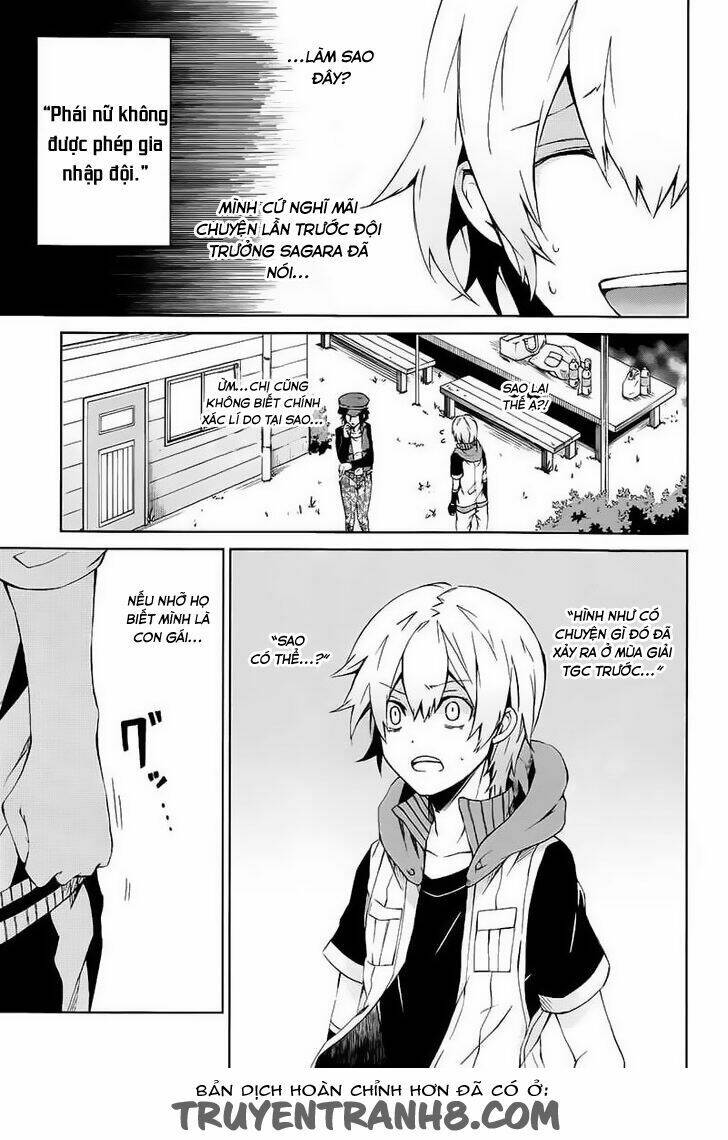 ...LÀM SAO
ĐÂY?
"Phái nữ không
được phép gia
nhập đội."
MÌNH CỨ NGHĨ MÃI
CHUYỆN LẦN TRƯỚC ĐỘI
TRƯỞNG SAGARA ĐÃ
NÓI...
SAO LẠI
THẾ Ạ?!
ỪM...CHỊ CŨNG
KHÔNG BIẾT CHÍNH
XÁC LÍ DO TẠI SAO...
"HÌNH NHƯ CÓ
CHUYỆN GÌ ĐÓ ĐÃ
XẢY RA Ở MÙA GIẢI
TGC TRƯỚC..."
"SAO
CÓ THỂ...?"
NẾU NHỠ HỌ
BIẾT MÌNH LÀ
CON GÁI...
グッ
BẢN DỊCH HOÀN CHỈNH HƠN ĐÃ CÓ Ở:
TRUYENTRANH8.COM